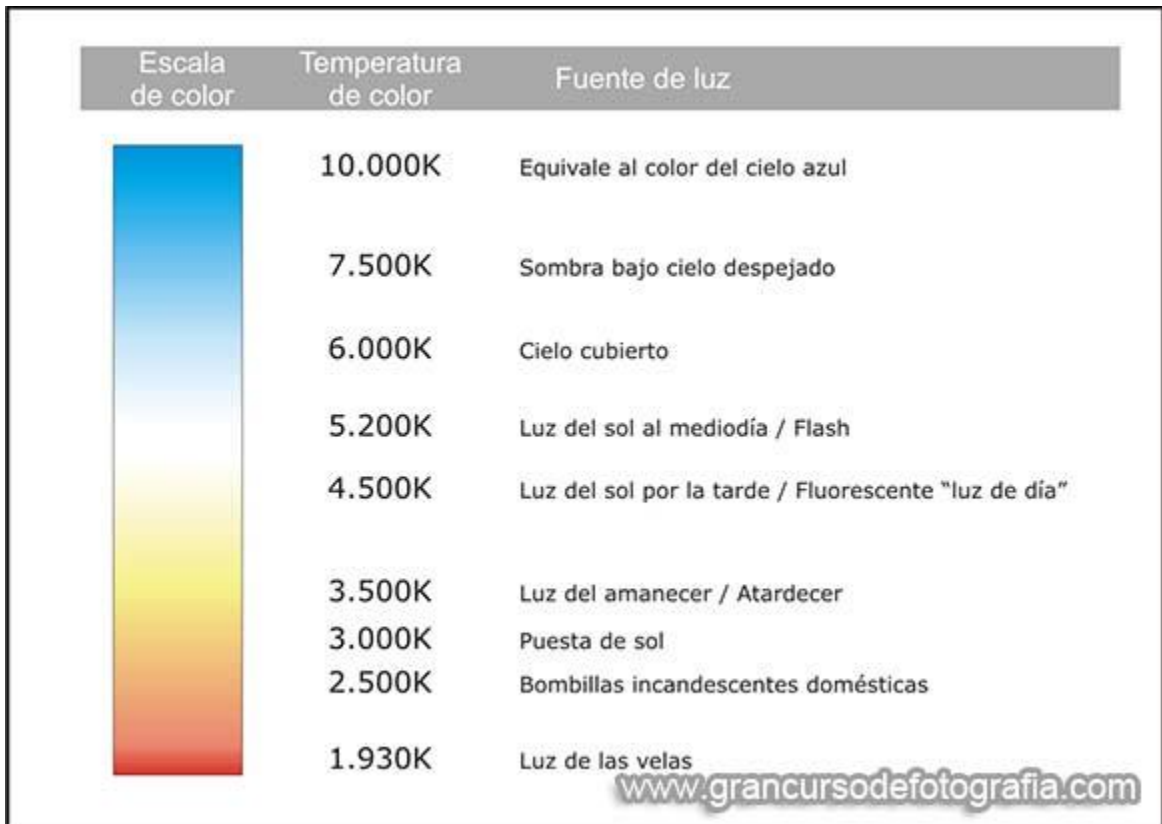 Escala de color
Temperatura de color
Fuente de luz
10.000K Equivale al color del cielo azul
7.500K Sombra bajo cielo despejado
6.000K Cielo cubierto
5.200K Luz del sol al mediodía / Flash
4.500K Luz del sol por la tarde / Fluorescente “luz de día”
3.500K Luz del amanecer / Atardecer
3.000K Puesta de sol
2.500K Bombillas incandescentes domésticas
1.930K Luz de las velas
www.grancursodefotografia.com